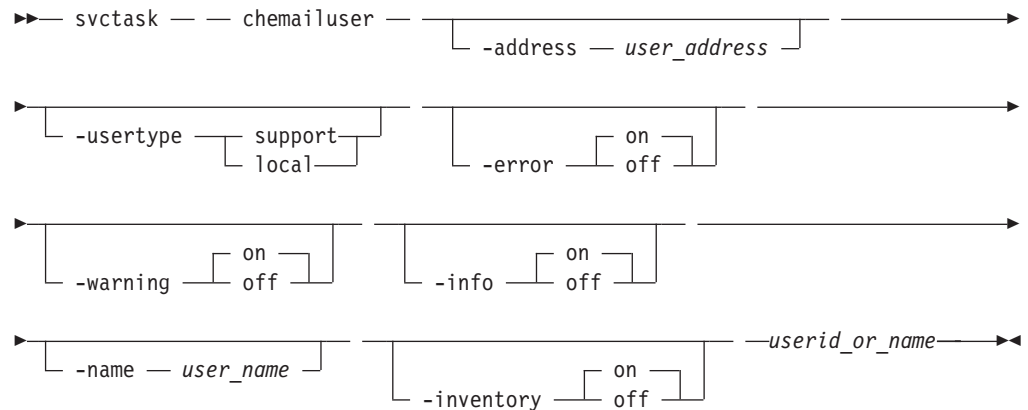 svctask chemailuser
-address user_address
-usertype support
local
-error on
off
-warning on
off
-info on
off
-name user_name
-inventory on
off
userid_or_name